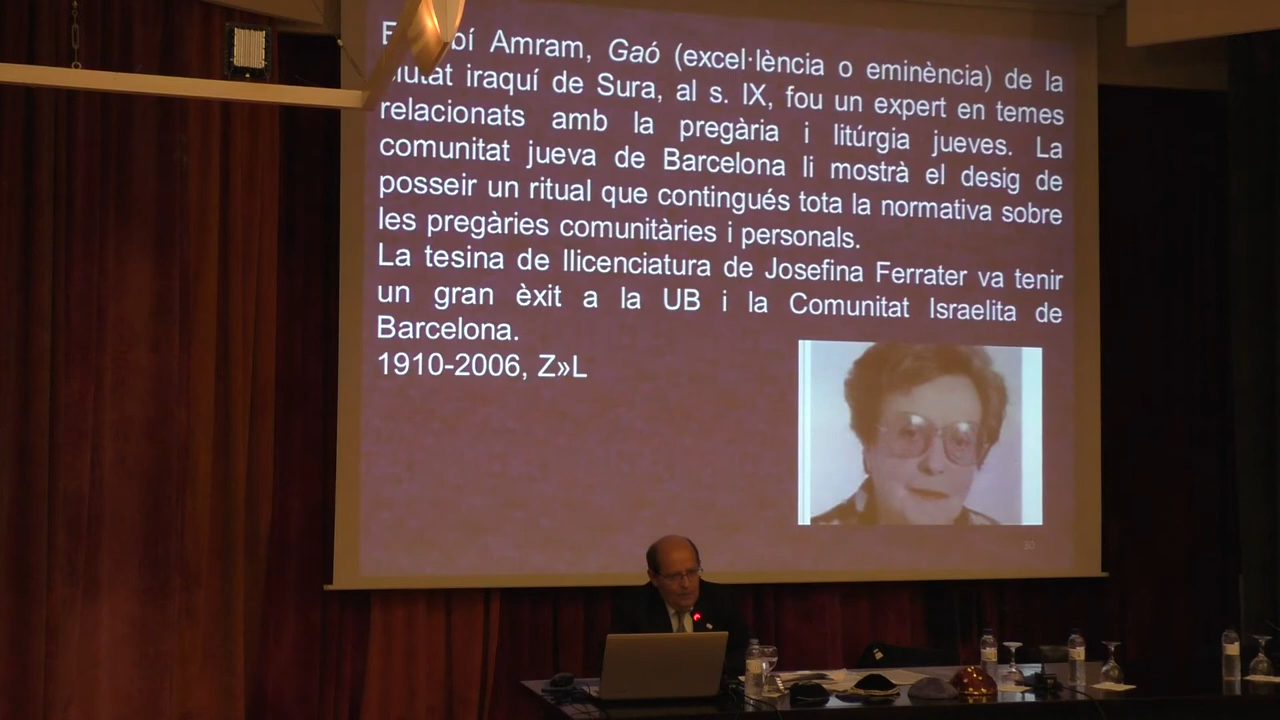 Amram, Gaó (excel·lència o eminència) de la
iraquí de Sura, al s. IX, fou un expert en temes
relacionats amb la pregària i litúrgia jueves. La
comunitat jueva de Barcelona li mostrà el desig de
posseir un ritual que contingués tota la normativa sobre
les pregàries comunitàries i personals.
La tesina de llicenciatura de Josefina Ferrater va tenir
un gran èxit a la UB i la Comunitat Israelita de
Barcelona.
1910-2006, Z»L